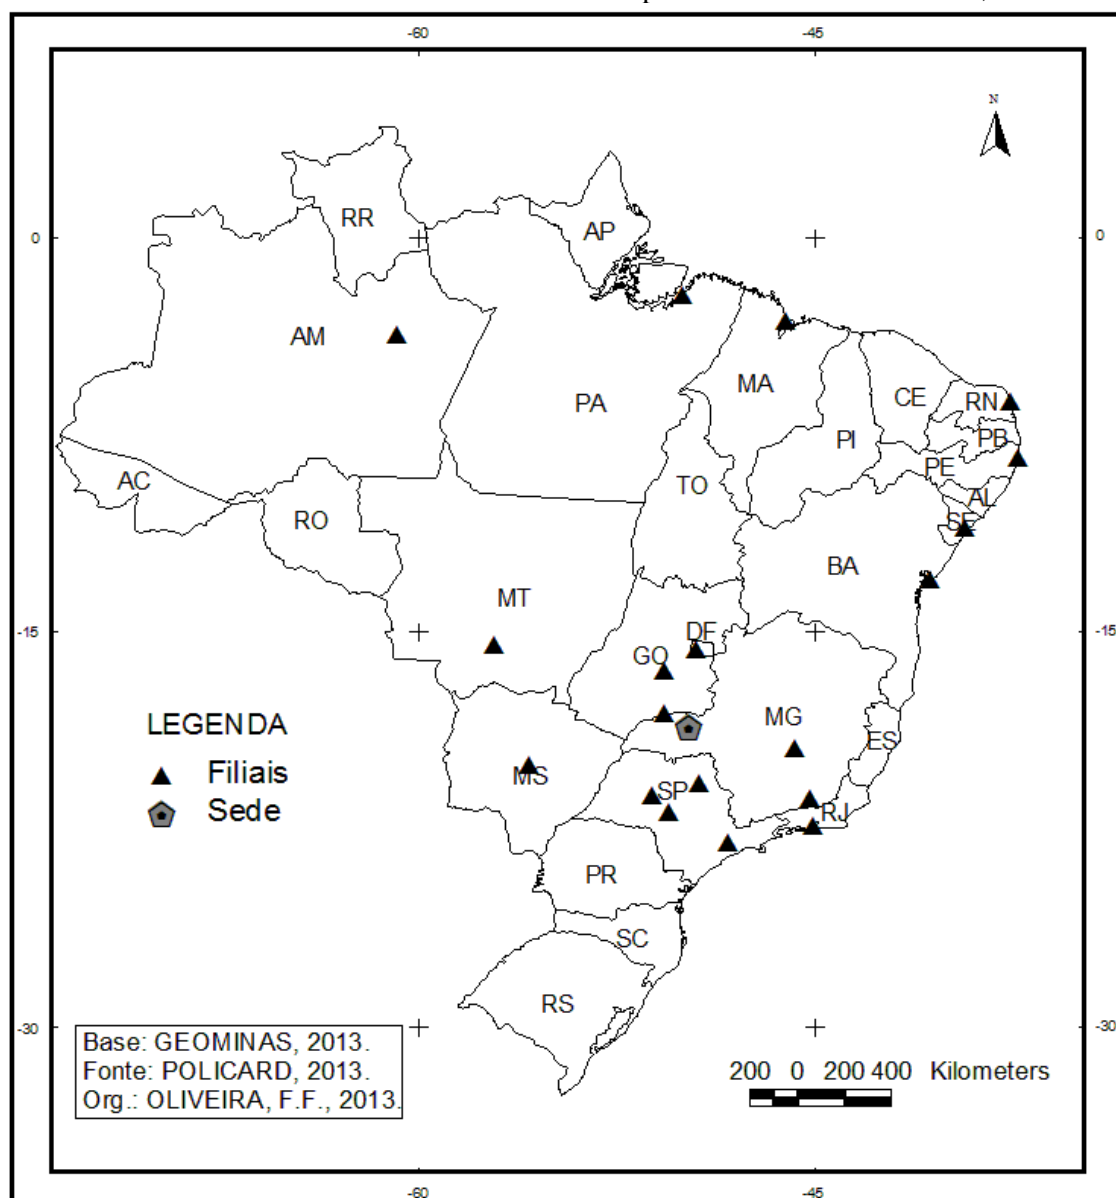 -60 -45
N
RR
AP
0 0
AM
PA
MA
CE
RN
PB
PI
PE
AC
TO
AL
RO
SE
BA
MT
-15 -15
DF
GO
MG
LEGENDA
ES
Filiais
MS
SP
Sede
RJ
PR
SC
RS
-30 -30
Base: GEOMINAS, 2013.
Fonte: POLICARD, 2013.
Org.: OLIVEIRA, F.F., 2013.
200 0 200 400 Kilometers
-60 -45